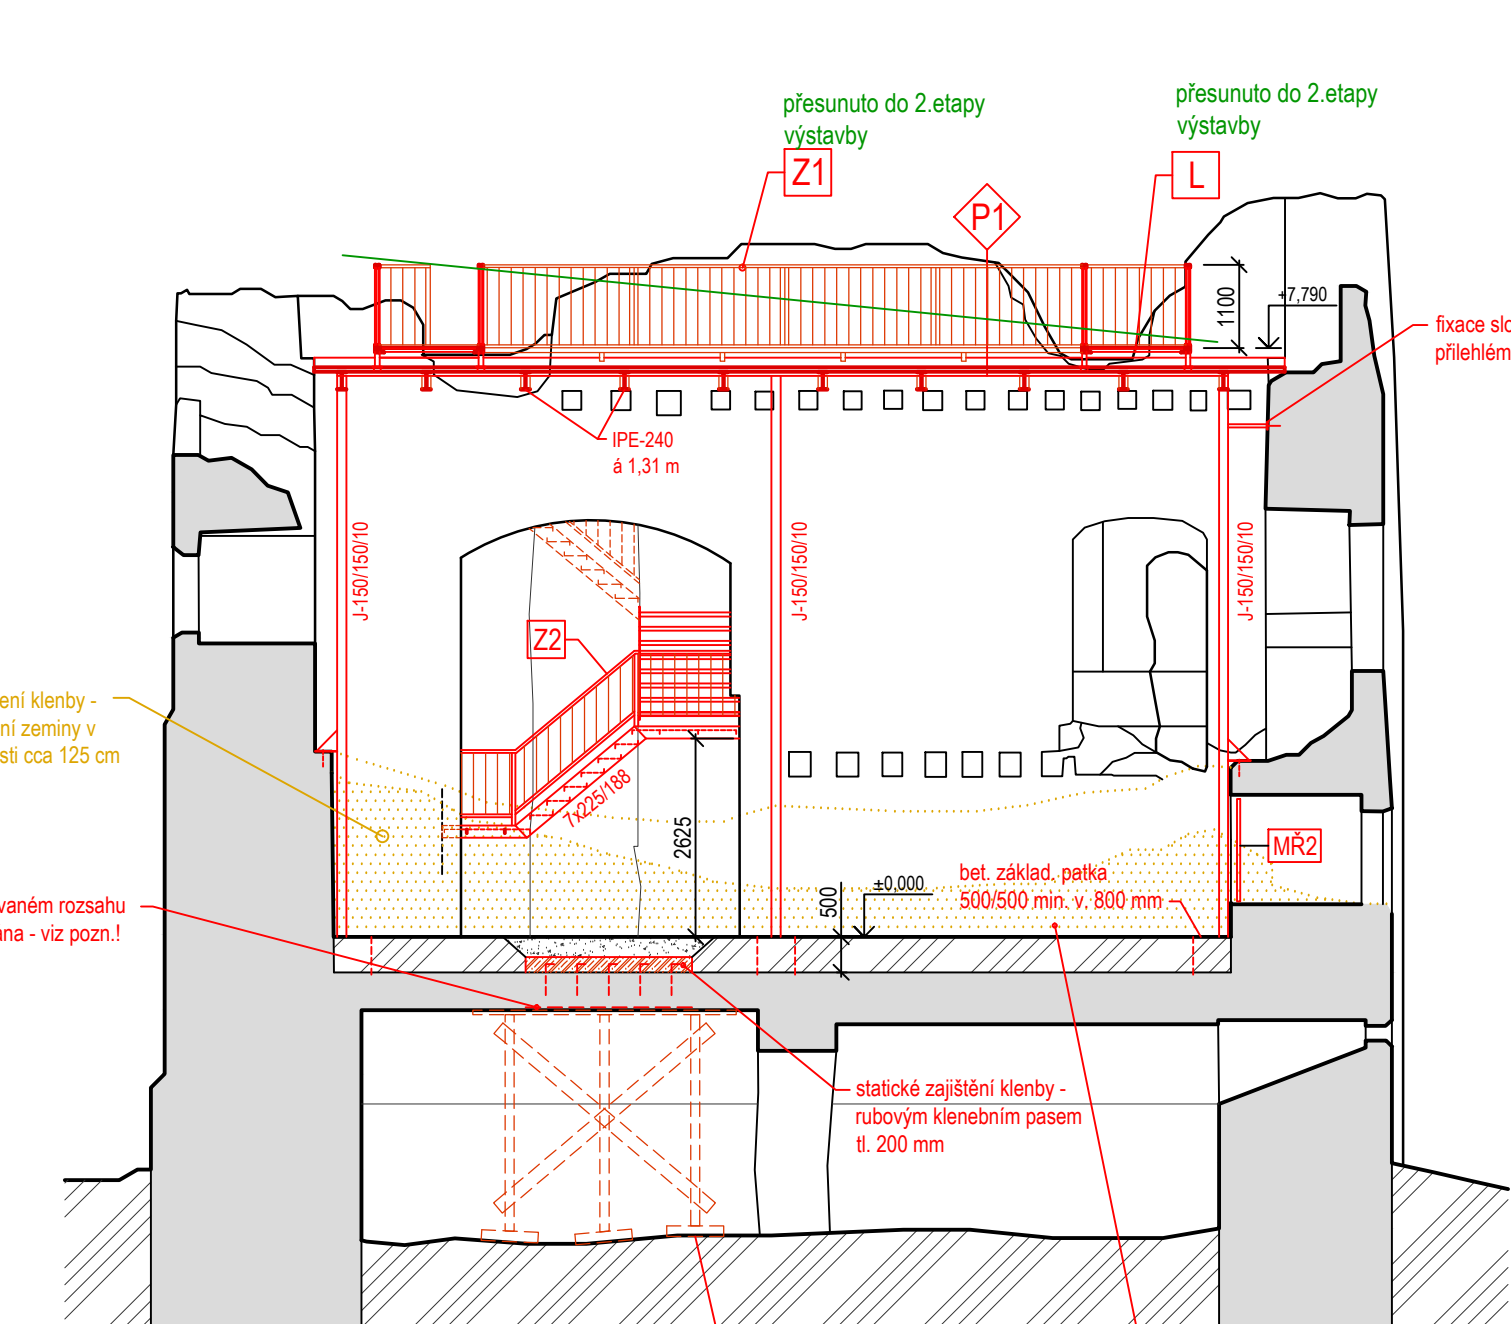 přesunuto do 2.etapy
výstavby
přesunuto do 2.etapy
výstavby
Z1
L
P1
1100
+7,790
fixace slo
přilehlém
IPE-240
á 1,31 m
J-150/150/10
J-150/150/10
J-150/150/10
Z2
ení klenby -
ní zeminy v
sti cca 125 cm
7x225/188
2625
MŘ2
bet. základ. patka
500/500 min. v. 800 mm
±0,000
500
vaném rozsahu
ana - viz pozn.!
statické zajištění klenby -
rubovým klenebním pasem
tl. 200 mm